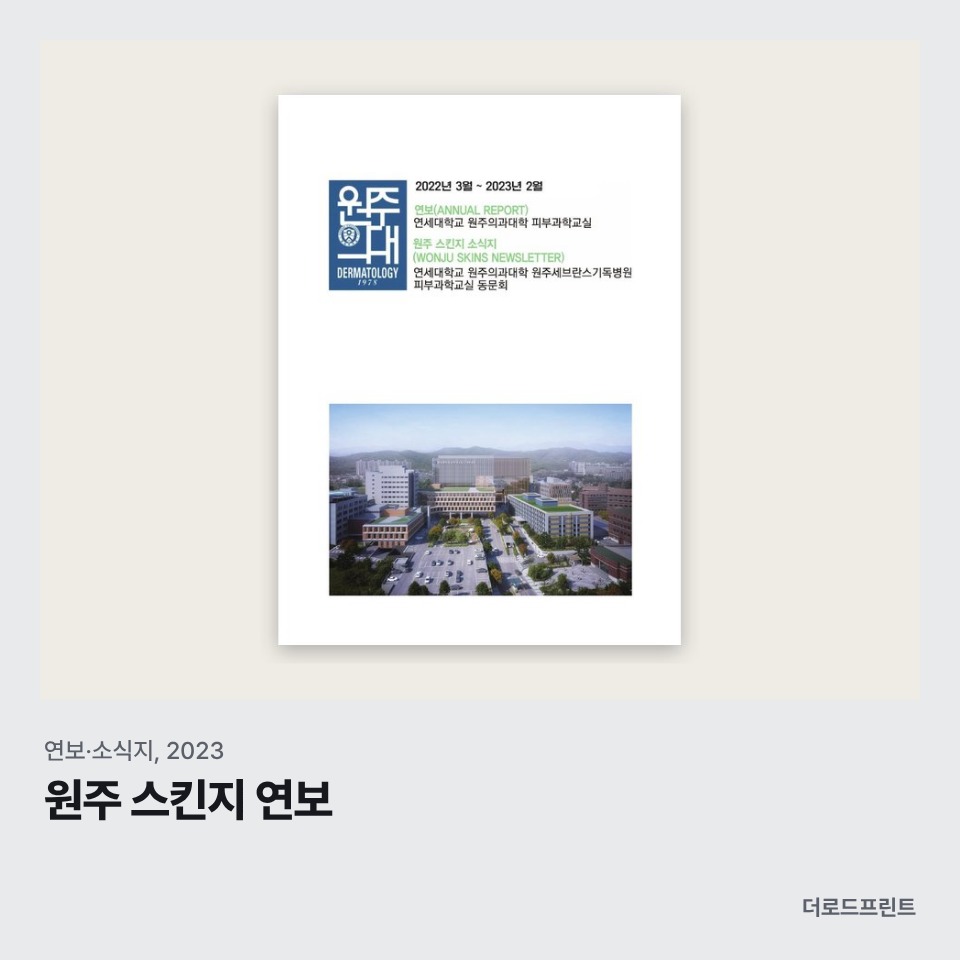 원주
의대
DERMATOLOGY
1978
2022년 3월 ~ 2023년 2월
연보(ANNUAL REPORT)
연세대학교 원주의과대학 피부과학교실
원주 스킨지 소식지
(WONJU SKINS NEWSLETTER)
연세대학교 원주의과대학 원주세브란스기독병원
피부과학교실 동문회
연보·소식지, 2023
원주 스킨지 연보
더로드프린트